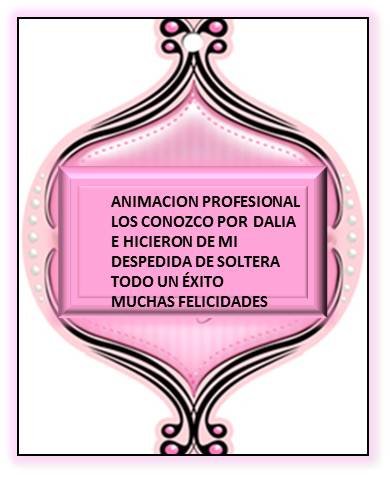 ANIMACION PROFESIONAL
LOS CONOZCO POR DALIA
E HICIERON DE MI
DESPEDIDA DE SOLTERA
TODO UN ÉXITO
MUCHAS FELICIDADES